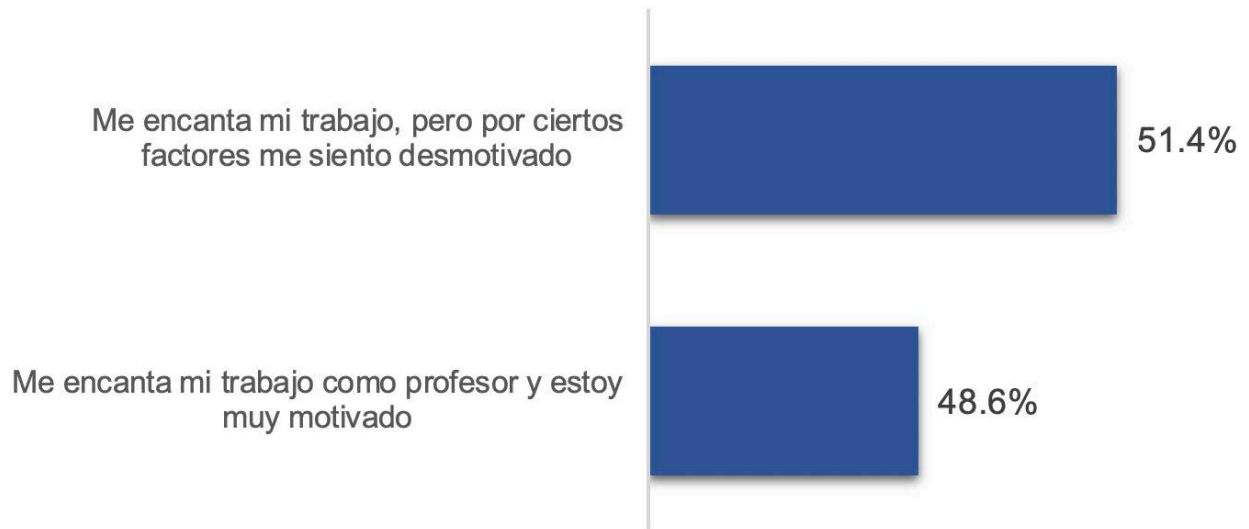 Me encanta mi trabajo, pero por ciertos
factores me siento desmotivado
51.4%
Me encanta mi trabajo como profesor y estoy
muy motivado
48.6%